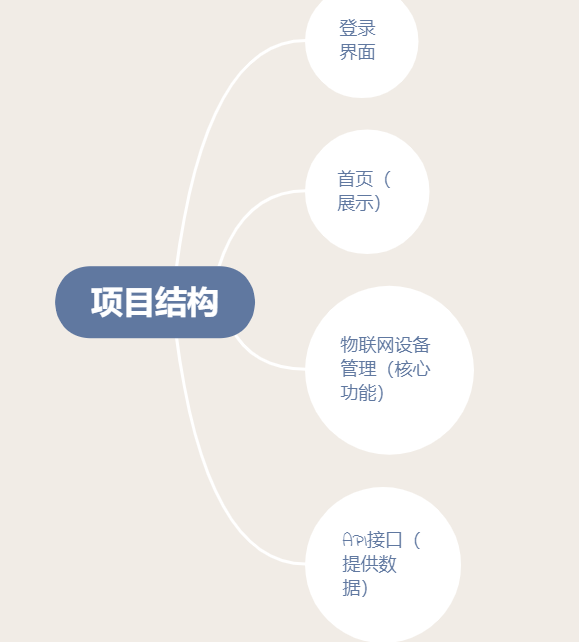 登录
界面
首页（
展示）
项目结构
物联网设备
管理（核心
功能）
API接口（
提供数
据）